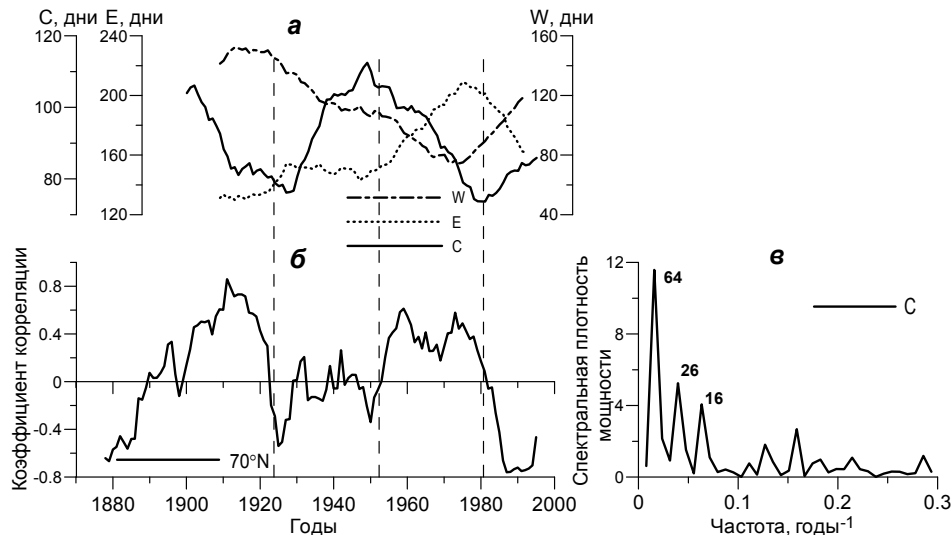 C, дни E, дни а W, дни
120 240 160
100 200 120
160 80
80
120 40
W
E
C
б в
Коэффициент корреляции
0.8
0.4
0
-0.4
-0.8
70°N
1880 1900 1920 1940 1960 1980 2000
Годы
Спектральная плотность
мощности
12
8
4
0
64
26
16
C
0 0.1 0.2 0.3
Частота, годы-1